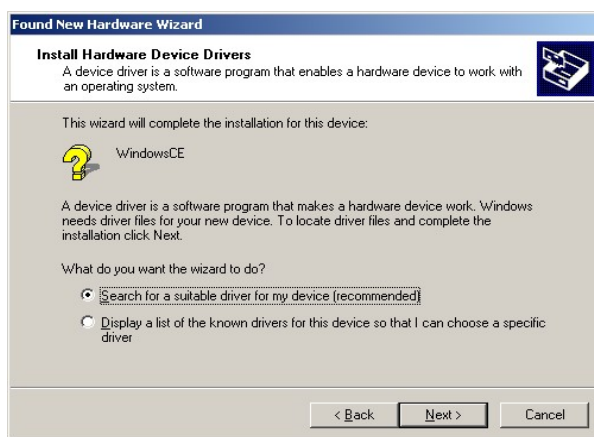 Found New Hardware Wizard
Install Hardware Device Drivers
A device driver is a software program that enables a hardware device to work with
an operating system.
This wizard will complete the installation for this device:
WindowsCE
A device driver is a software program that makes a hardware device work. Windows
needs driver files for your new device. To locate driver files and complete the
installation click Next.
What do you want the wizard to do?
Search for a suitable driver for my device (recommended)
Display a list of the known drivers for this device so that I can choose a specific
driver
< Back
Next >
Cancel